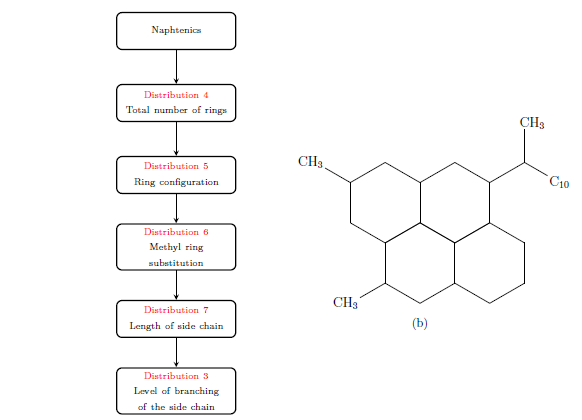 Naphtenics
Distribution 4
Total number of rings
Distribution 5
Ring configuration
Distribution 6
Methyl ring
substitution
Distribution 7
Length of side chain
Distribution 3
Level of branching
of the side chain
CH3
CH3
C10
CH3
(b)